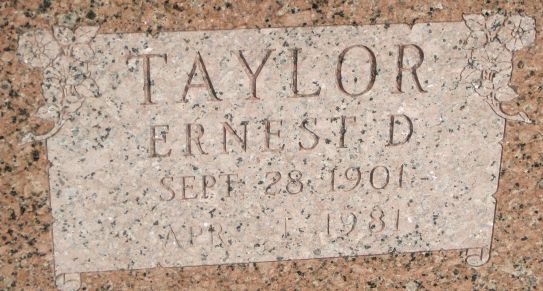 TAYLOR
ERNEST D
SEPT. 28, 1901-
APR. 1, 1981